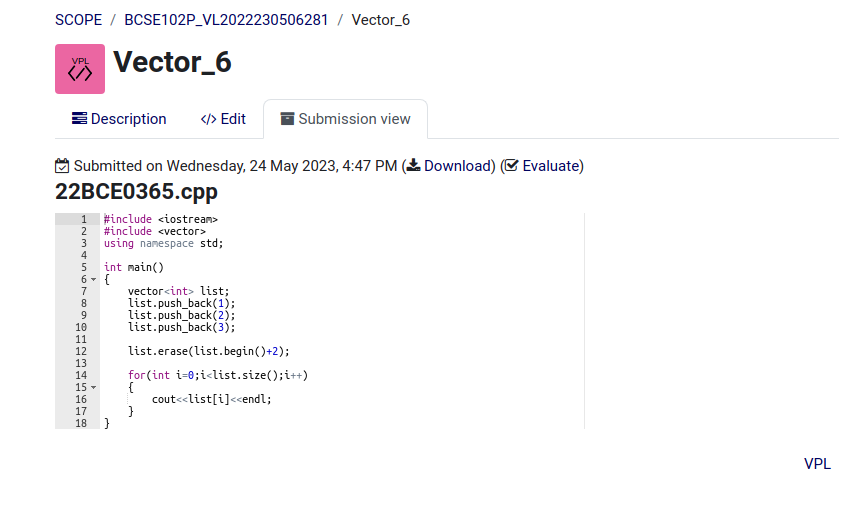 SCOPE / BCSE102P_VL2022230506281 / Vector_6
VPL
</>
Vector_6
Description
</> Edit
Submission view
Submitted on Wednesday, 24 May 2023, 4:47 PM (Download) (Evaluate)
22BCE0365.cpp
1 #include <iostream>
2 #include <vector>
3 using namespace std;
4
5 int main()
6 {
7     vector<int> list;
8     list.push_back(1);
9     list.push_back(2);
10     list.push_back(3);
11
12     list.erase(list.begin()+2);
13
14     for(int i=0;i<list.size();i++)
15     {
16         cout<<list[i]<<endl;
17     }
18 }
VPL